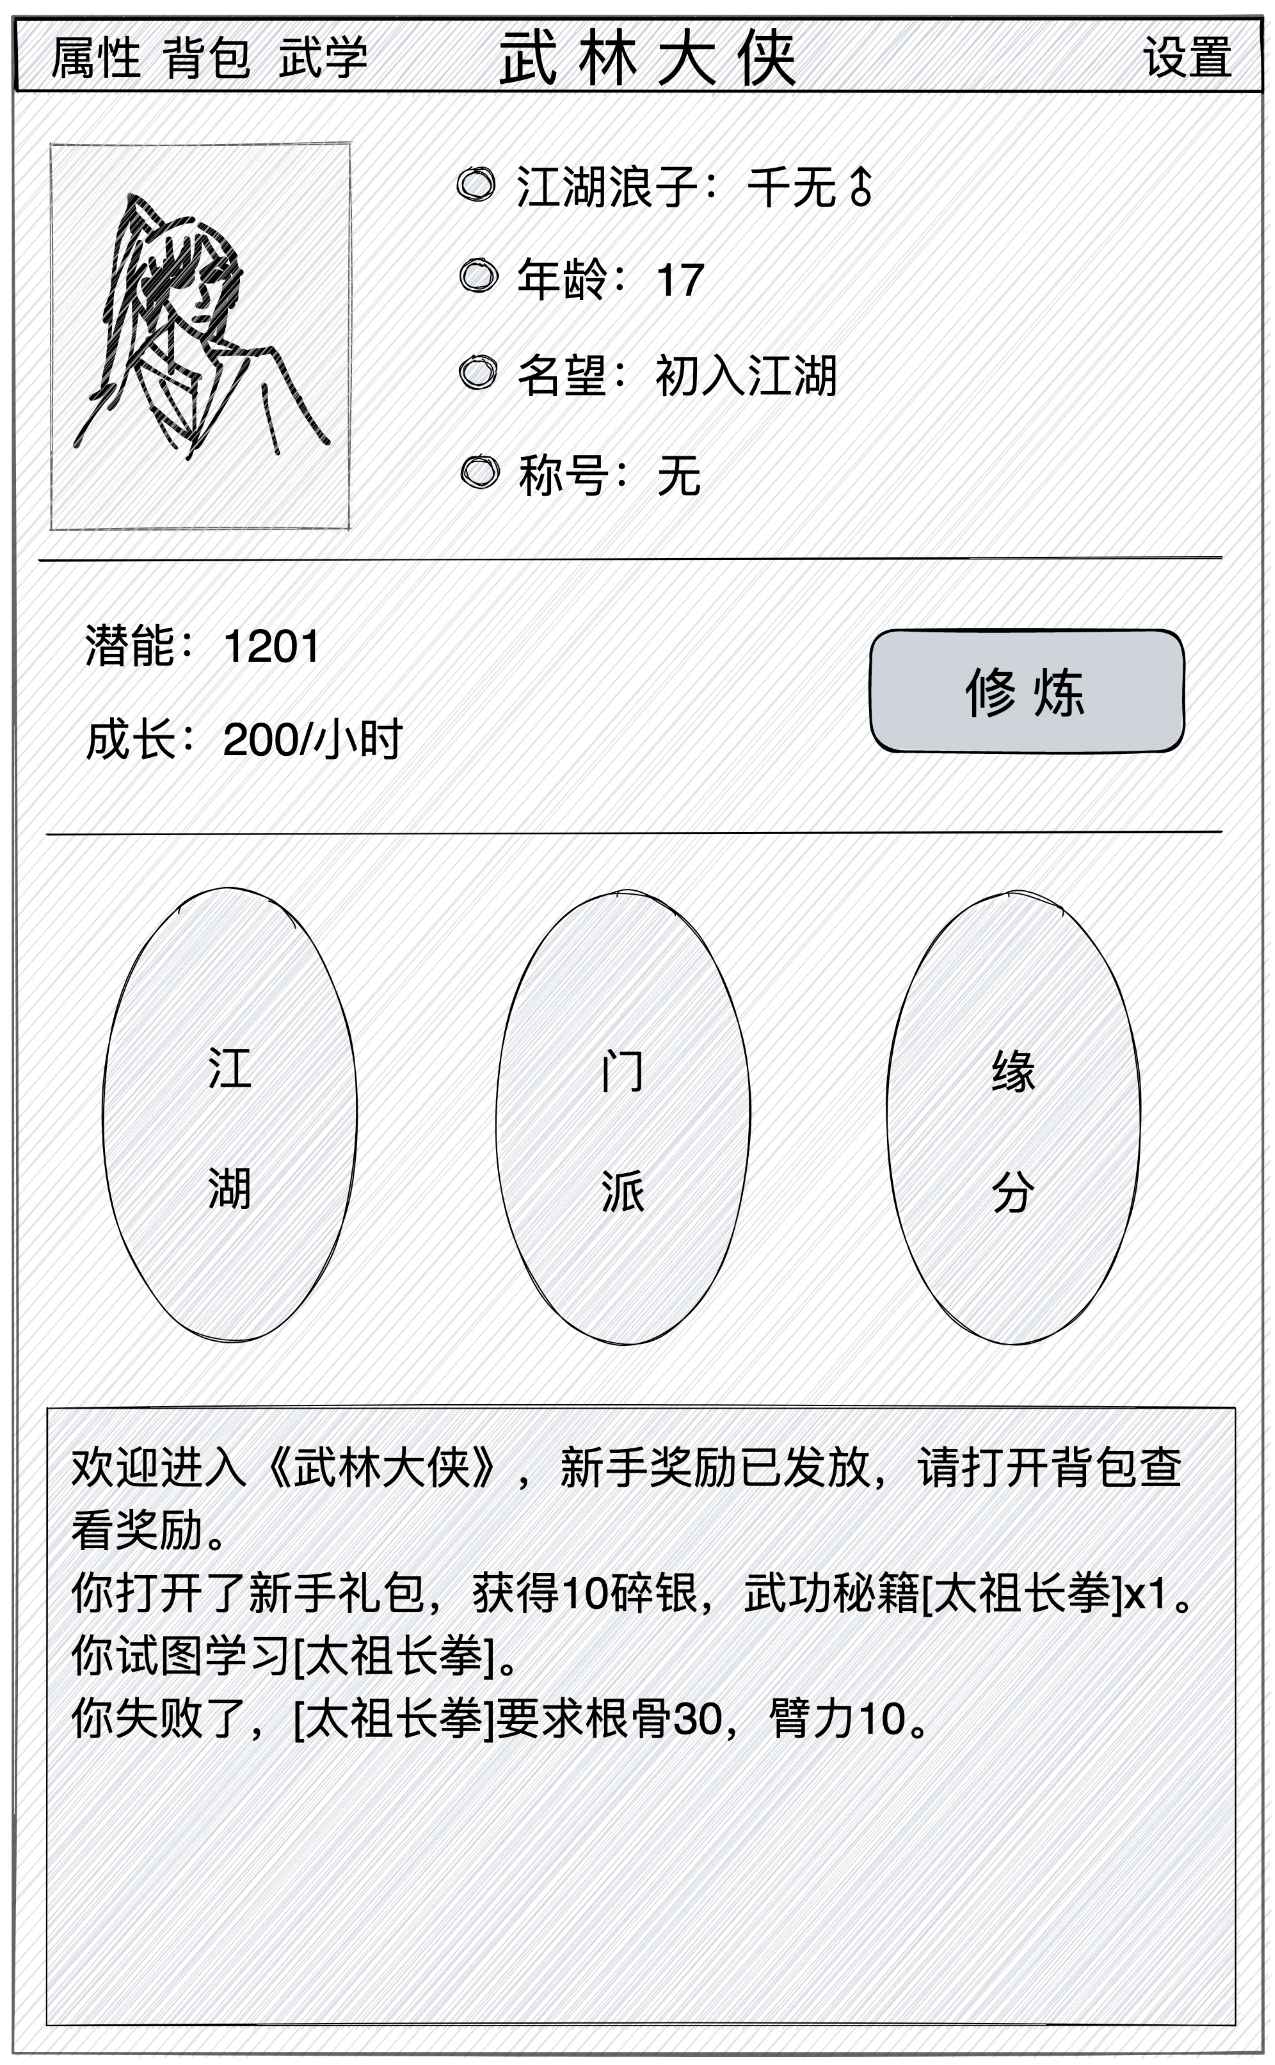 属性 背包 武学 武林大侠 设置
江湖浪子：千无♂
年龄：17
名望：初入江湖
称号：无
潜能：1201
成长：200/小时
修炼
江湖
门派
缘分
欢迎进入《武林大侠》，新手奖励已发放，请打开背包查
看奖励。
你打开了新手礼包，获得10碎银，武功秘籍[太祖长拳]x1。
你试图学习[太祖长拳]。
你失败了，[太祖长拳]要求根骨30，臂力10。